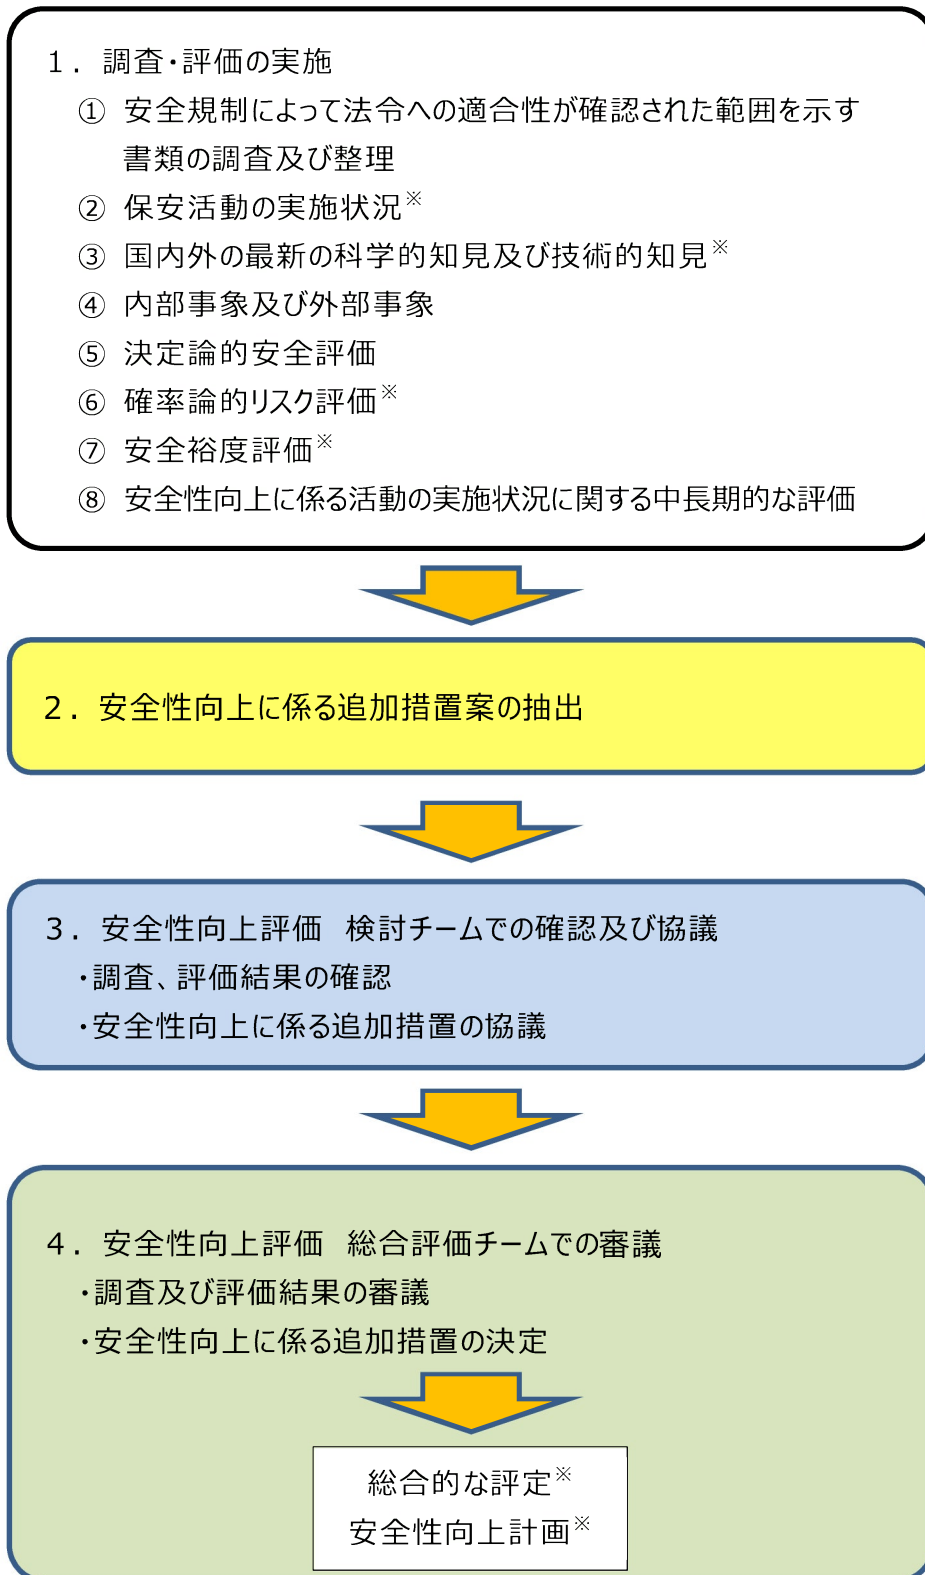 １．調査・評価の実施
① 安全規制によって法令への適合性が確認された範囲を示す
書類の調査及び整理
② 保安活動の実施状況※
③ 国内外の最新の科学的知見及び技術的知見※
④ 内部事象及び外部事象
⑤ 決定論的安全評価
⑥ 確率論的リスク評価※
⑦ 安全裕度評価※
⑧ 安全性向上に係る活動の実施状況に関する中長期的な評価
２．安全性向上に係る追加措置案の抽出
３．安全性向上評価　検討チームでの確認及び協議
・調査、評価結果の確認
・安全性向上に係る追加措置の協議
４．安全性向上評価　総合評価チームでの審議
・調査及び評価結果の審議
・安全性向上に係る追加措置の決定
総合的な評定※
安全性向上計画※